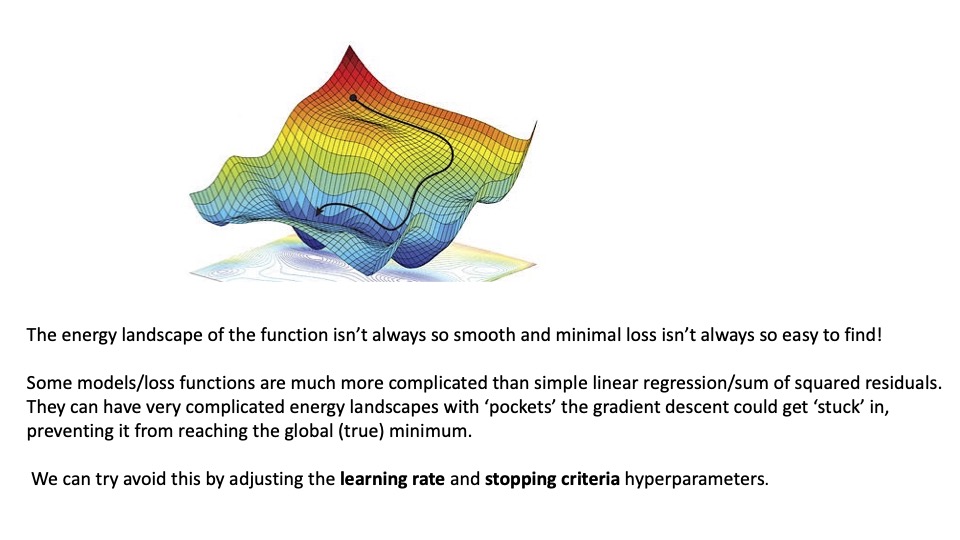 The energy landscape of the function isn’t always so smooth and minimal loss isn’t always so easy to find!
Some models/loss functions are much more complicated than simple linear regression/sum of squared residuals.
They can have very complicated energy landscapes with ‘pockets’ the gradient descent could get ‘stuck’ in,
preventing it from reaching the global (true) minimum.
We can try avoid this by adjusting the learning rate and stopping criteria hyperparameters.